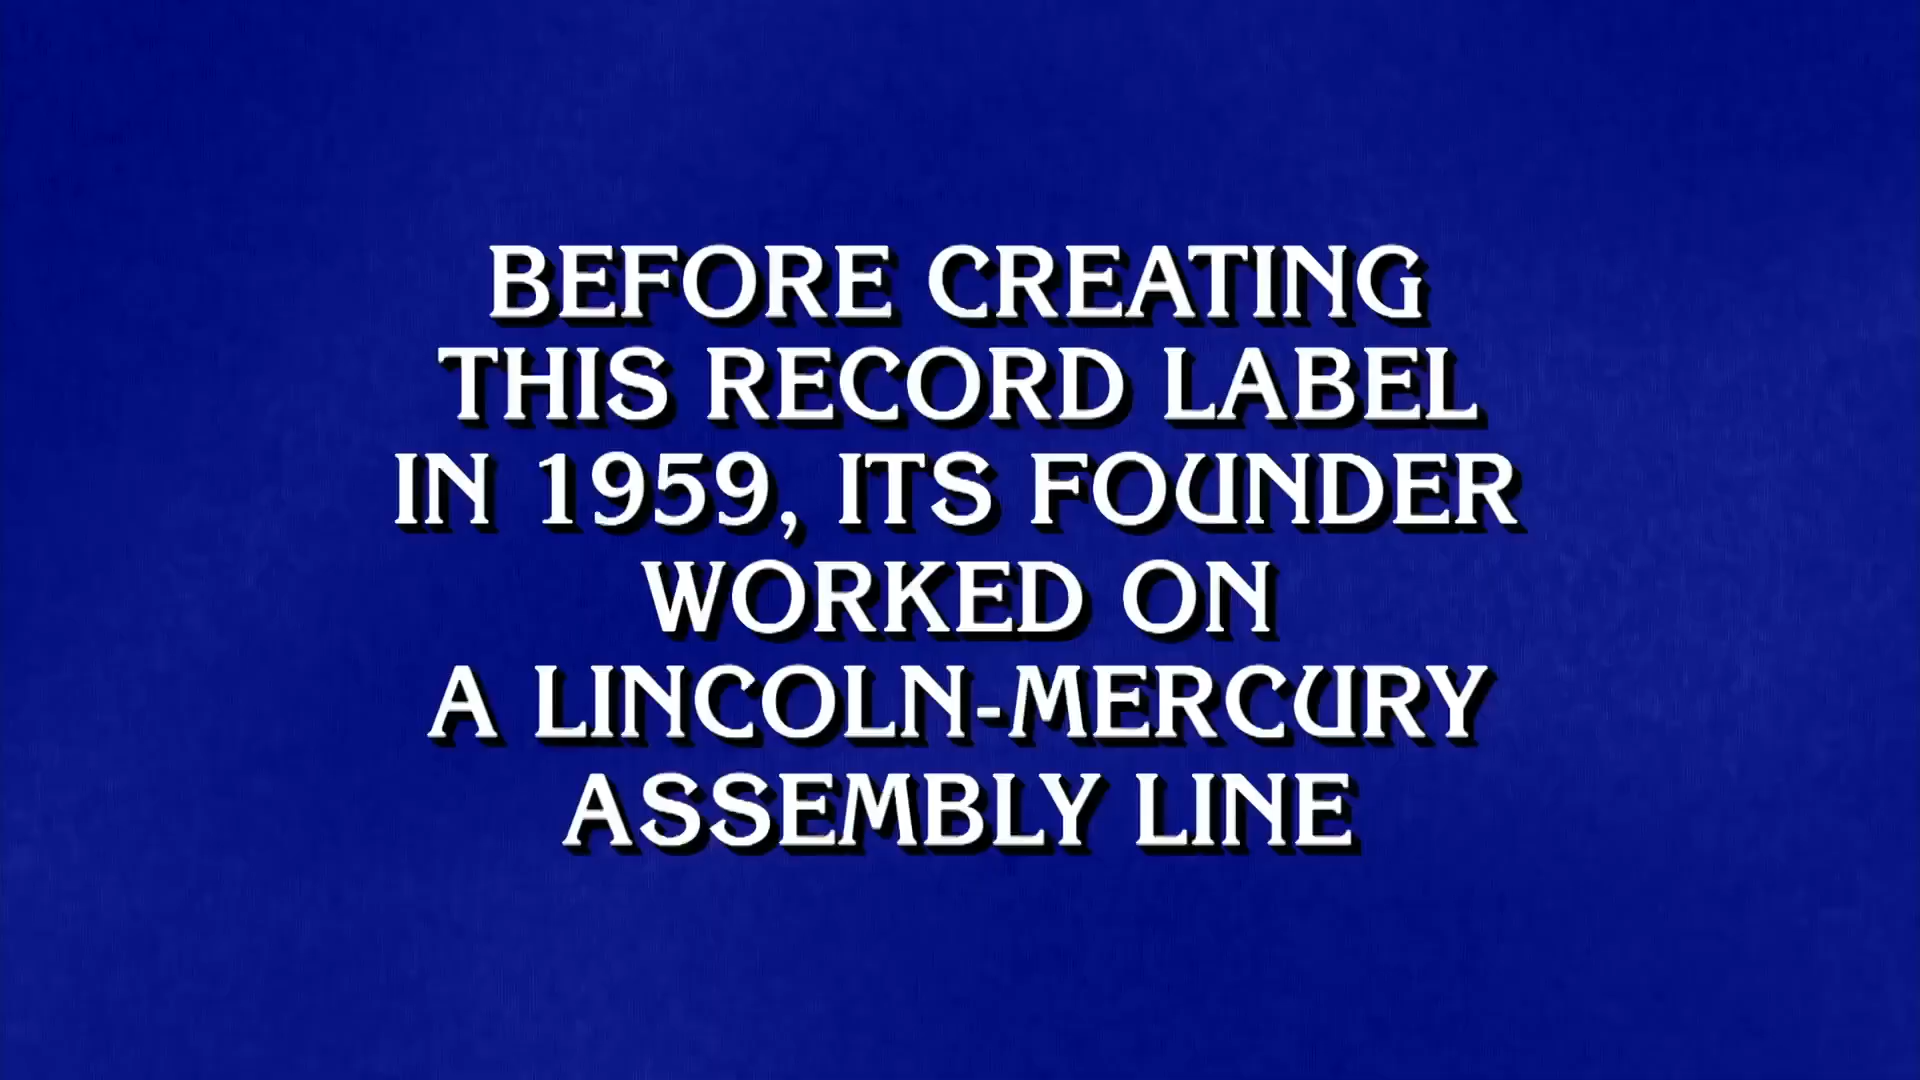 BEFORE CREATING
THIS RECORD LABEL
IN 1959, ITS FOUNDER
WORKED ON
A LINCOLN-MERCURY
ASSEMBLY LINE